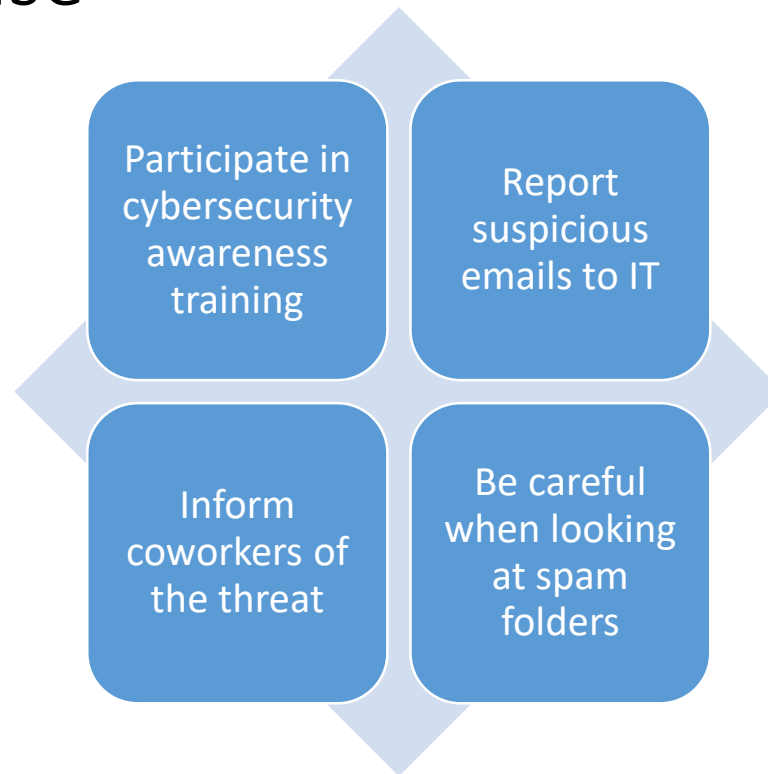 Participate in
cybersecurity
awareness
training
Report
suspicious
emails to IT
Inform
coworkers of
the threat
Be careful
when looking
at spam
folders